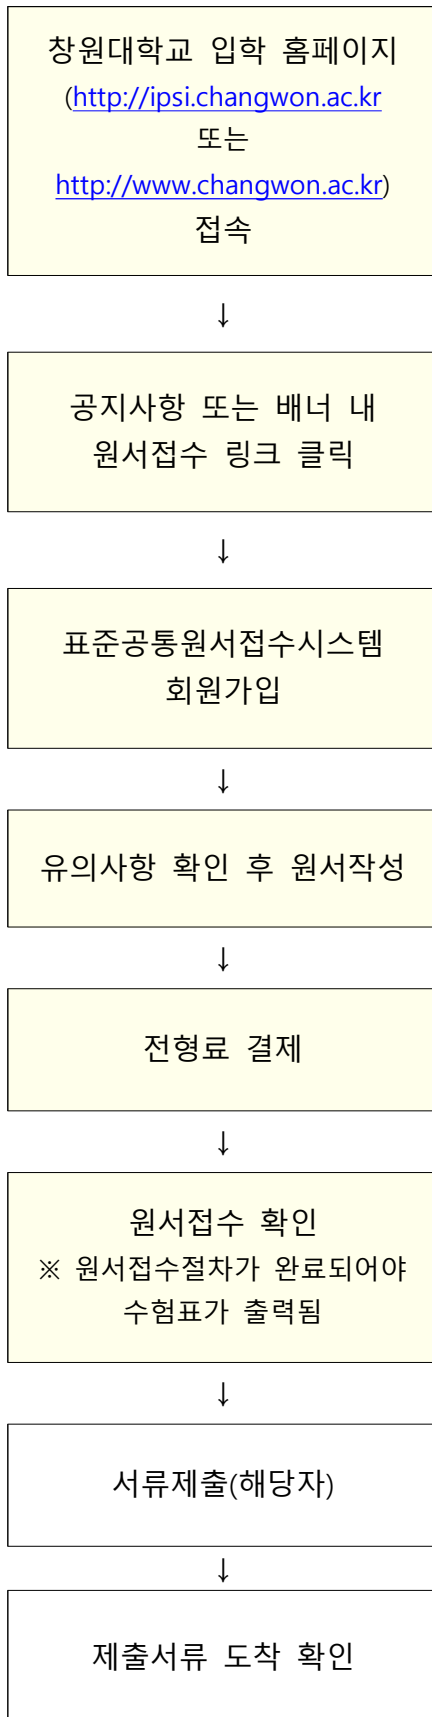 창원대학교 입학 홈페이지
(http://ipsi.changwon.ac.kr
또는
http://www.changwon.ac.kr)
접속
↓
공지사항 또는 배너 내
원서접수 링크 클릭
↓
표준공통원서접수시스템
회원가입
↓
유의사항 확인 후 원서작성
↓
전형료 결제
↓
원서접수 확인
※ 원서접수절차가 완료되어야
수험표가 출력됨
↓
서류제출(해당자)
↓
제출서류 도착 확인